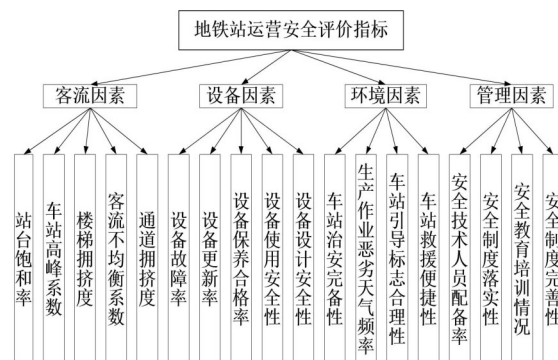 地铁站运营安全评价指标
客流因素
设备因素
环境因素
管理因素
站台饱和率
车站高峰系数
楼梯拥挤度
客流不均衡系数
通道拥挤度
设备故障率
设备更新率
设备保养合格率
设备使用安全性
设备设计安全性
车站治安完备性
生产作业恶劣天气频率
车站引导标志合理性
车站救援便捷性
安全技术人员配备率
安全制度落实性
安全教育培训情况
安全制度完善性